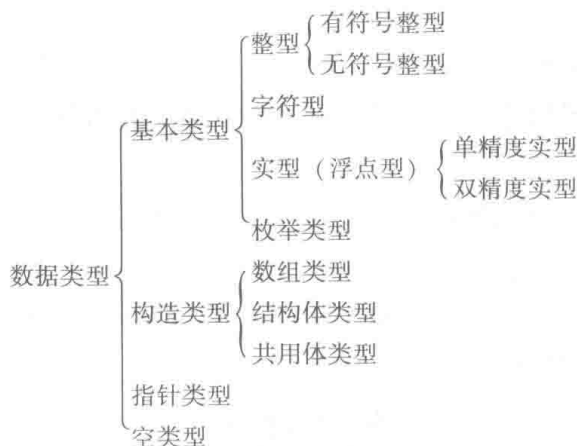 有符号整型
整型
无符号整型
字符型
基本类型
单精度实型
实型（浮点型）
双精度实型
枚举类型
数据类型
数组类型
构造类型
结构体类型
共用体类型
指针类型
空类型